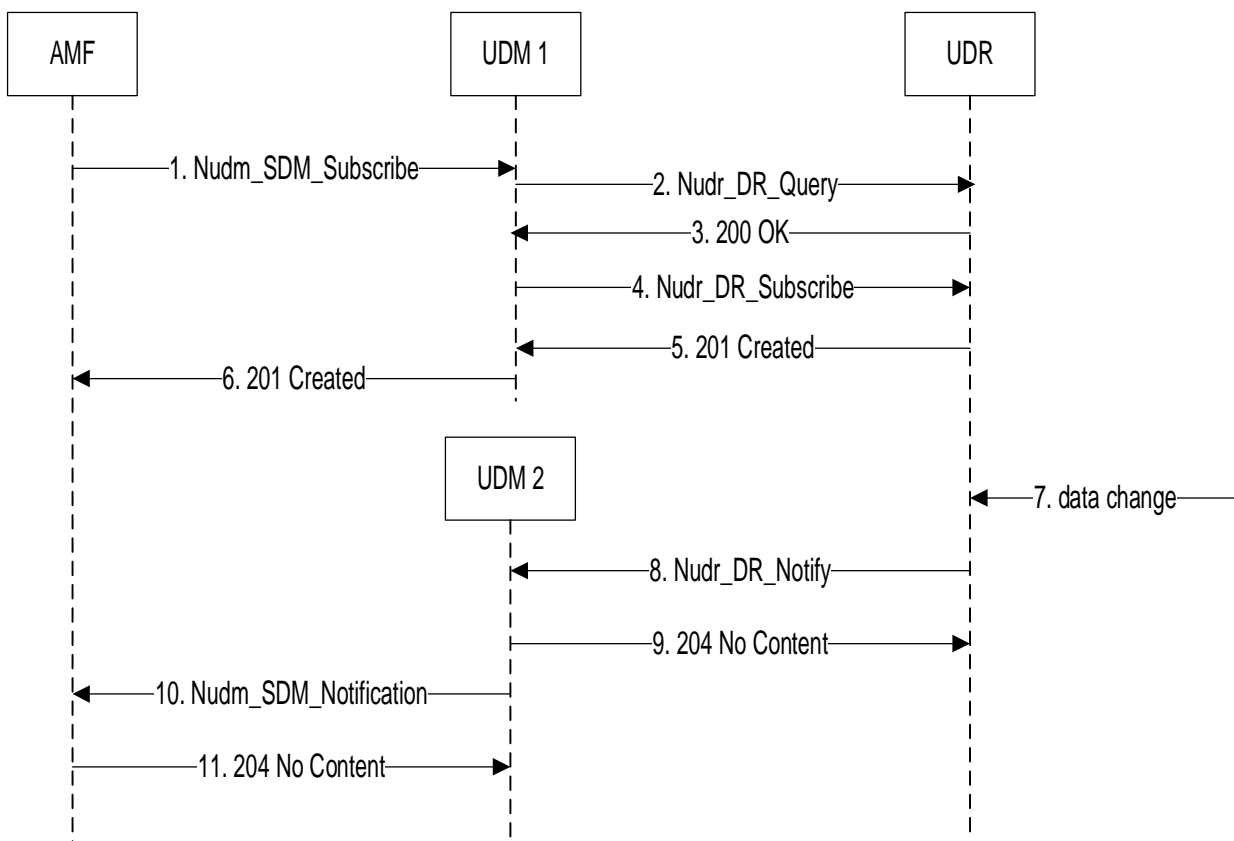 AMF
UDM 1
UDR
1. Nudm_SDM_Subscribe
2. Nudr_DR_Query
3. 200 OK
4. Nudr_DR_Subscribe
5. 201 Created
6. 201 Created
UDM 2
7. data change
8. Nudr_DR_Notify
9. 204 No Content
10. Nudm_SDM_Notification
11. 204 No Content